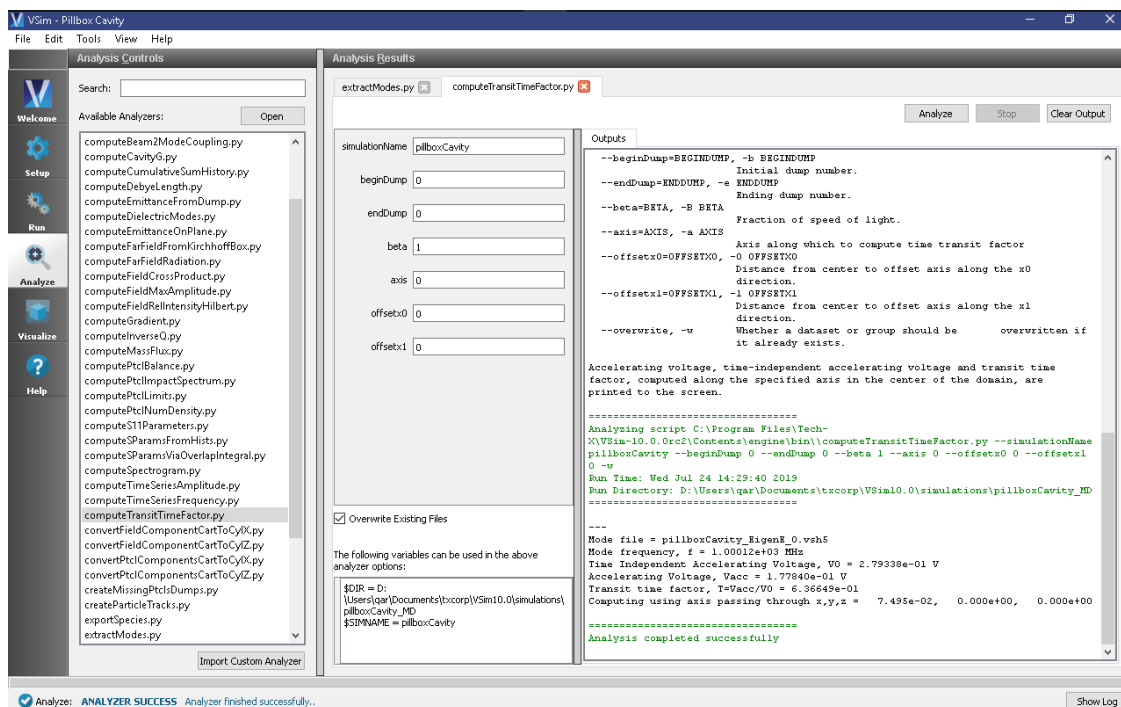 VSim - Pillbox Cavity
File Edit Tools View Help
Analysis Controls
Search:
Available Analyzers:
Open
computeBeam2ModeCoupling.py
computeCavityG.py
computeCumulativeSumHistory.py
computeDebyeLength.py
computeEmittanceFromDump.py
computeDielectricModes.py
computeEmittanceOnPlane.py
computeFarFieldFromKirchhoffBox.py
computeFarFieldRadiation.py
computeFieldCrossProduct.py
computeFieldMaxAmplitude.py
computeFieldRelIntensityHilbert.py
computeGradient.py
computeInverseQ.py
computeMassFlux.py
computePtclBalance.py
computePtclImpactSpectrum.py
computePtclLimits.py
computePtclNumDensity.py
computeS11Parameters.py
computeSParamsFromHists.py
computeSParamsViaOverlapIntegral.py
computeSpectrogram.py
computeTimeSeriesAmplitude.py
computeTimeSeriesFrequency.py
computeTransitTimeFactor.py
convertFieldComponentCartToCylX.py
convertFieldComponentCartToCylZ.py
convertPtclComponentsCartToCylX.py
convertPtclComponentsCartToCylZ.py
createMissingPtclsDumps.py
createParticleTracks.py
exportSpecies.py
extractModes.py
Import Custom Analyzer
Welcome
Setup
Run
Analyze
Visualize
Help
Analysis Results
extractModes.py
computeTransitTimeFactor.py
Analyze
Stop
Clear Output
simulationName pillboxCavity
beginDump 0
endDump 0
beta 1
axis 0
offsetx0 0
offsetx1 0
Overwrite Existing Files
The following variables can be used in the above
analyzer options:
$DIR = D:
\Users\qar\Documents\txcorp\VSim10.0\simulations\
pillboxCavity_MD
$SIMNAME = pillboxCavity
Outputs
--beginDump=BEGINDUMP, -b BEGINDUMP
Initial dump number.
--endDump=ENDDUMP, -e ENDDUMP
Ending dump number.
--beta=BETA, -B BETA
Fraction of speed of light.
--axis=AXIS, -a AXIS
Axis along which to compute time transit factor
--offsetx0=OFFSETX0, -0 OFFSETX0
Distance from center to offset axis along the x0
direction.
--offsetx1=OFFSETX1, -1 OFFSETX1
Distance from center to offset axis along the x1
direction.
--overwrite, -w Whether a dataset or group should be overwritten if
it already exists.
Accelerating voltage, time-independent accelerating voltage and transit time
factor, computed along the specified axis in the center of the domain, are
printed to the screen.
=================================
Analyzing script C:\Program Files\Tech-
X\VSim-10.0.0rc2\Contents\engine\bin\\computeTransitTimeFactor.py --simulationName
pillboxCavity --beginDump 0 --endDump 0 --beta 1 --axis 0 --offsetx0 0 --offsetx1
0 -w
Run Time: Wed Jul 24 14:29:40 2019
Run Directory: D:\Users\qar\Documents\txcorp\VSim10.0\simulations\pillboxCavity_MD
=================================
---
Mode file = pillboxCavity_EigenE_0.vsh5
Mode frequency, f = 1.00012e+03 MHz
Time Independent Accelerating Voltage, V0 = 2.79338e-01 V
Accelerating Voltage, Vacc = 1.77840e-01 V
Transit time factor, T=Vacc/V0 = 6.36649e-01
Computing using axis passing through x,y,z = 7.495e-02, 0.000e+00, 0.000e+00
=================================
Analysis completed successfully
Analyze: ANALYZER SUCCESS Analyzer finished successfully..
Show Log